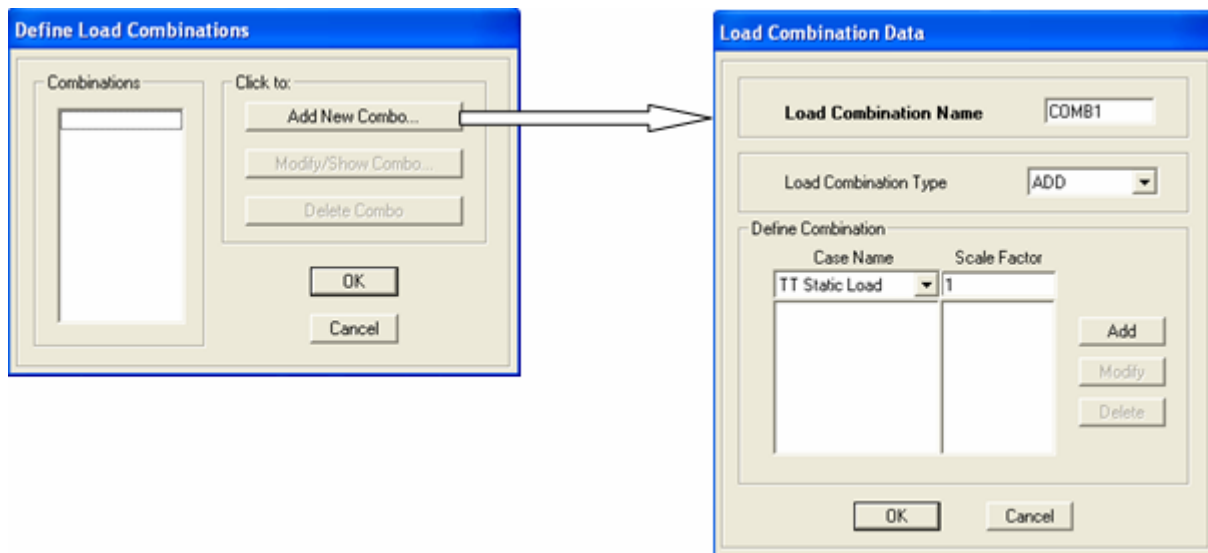 Define Load Combinations
Combinations
Click to:
Add New Combo...
Modify/Show Combo...
Delete Combo
OK
Cancel
Load Combination Data
Load Combination Name
COMB1
Load Combination Type
ADD
Define Combination
Case Name Scale Factor
TT Static Load 1
Add
Modify
Delete
OK Cancel